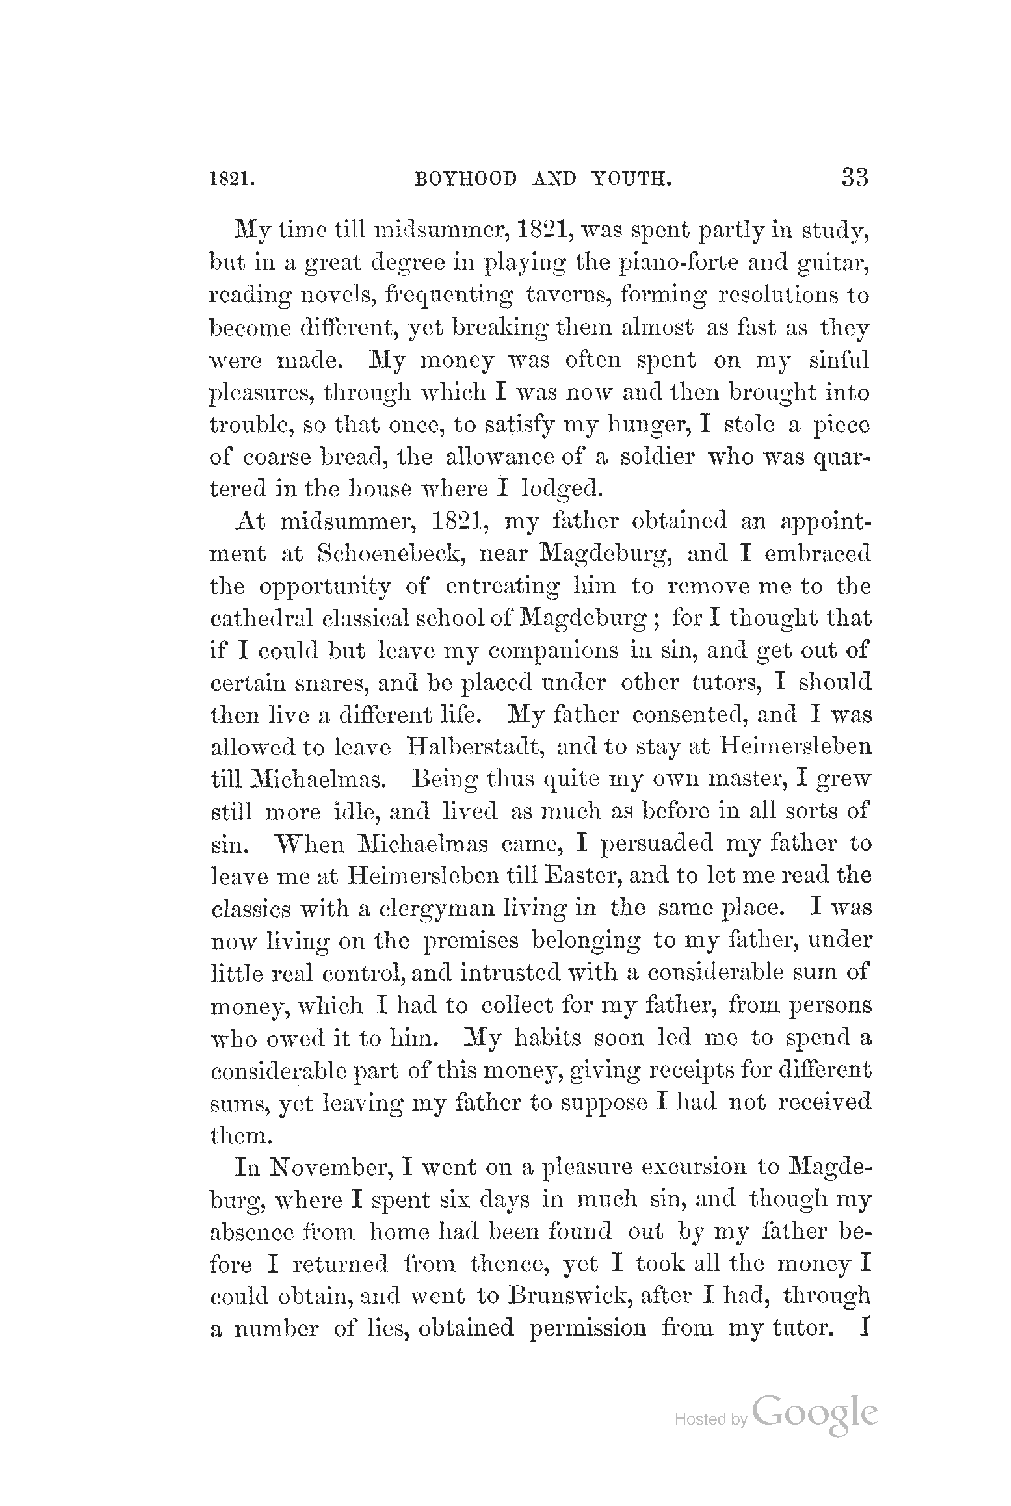 1821. BOYHOOD AND YOUTH. 33
My time till midsummer, 1821, was spent partly in study,
but in a great degree in playing the piano-forte and guitar,
reading novels, frequenting taverns, forming resolutions to
become different, yet breaking them almost as fast as they
were made. My money was often spent on my sinful
pleasures, through which I was now and then brought into
trouble, so that once, to satisfy my hunger, I stole a piece
of coarse bread, the allowance of a soldier who was quar-
tered in the house where I lodged.
At midsummer, 1821, my father obtained an appoint-
ment at Schoenebeck, near Magdeburg, and I embraced
the opportunity of entreating him to remove me to the
cathedral classical school of Magdeburg; for I thought that
if I could but leave my companions in sin, and get out of
certain snares, and be placed under other tutors, I should
then live a different life. My father consented, and I was
allowed to leave Halberstadt, and to stay at Heimersleben
till Michaelmas. Being thus quite my own master, I grew
still more idle, and lived as much as before in all sorts of
sin. When Michaelmas came, I persuaded my father to
leave me at Heimersleben till Easter, and to let me read the
classics with a clergyman living in the same place. I was
now living on the premises belonging to my father, under
little real control, and intrusted with a considerable sum of
money, which I had to collect for my father, from persons
who owed it to him. My habits soon led me to spend a
considerable part of this money, giving receipts for different
sums, yet leaving my father to suppose I had not received
them.
In November, I went on a pleasure excursion to Magde-
burg, where I spent six days in much sin, and though my
absence from home had been found out by my father be-
fore I returned from thence, yet I took all the money I
could obtain, and went to Brunswick, after I had, through
a number of lies, obtained permission from my tutor. I
Hosted by Google